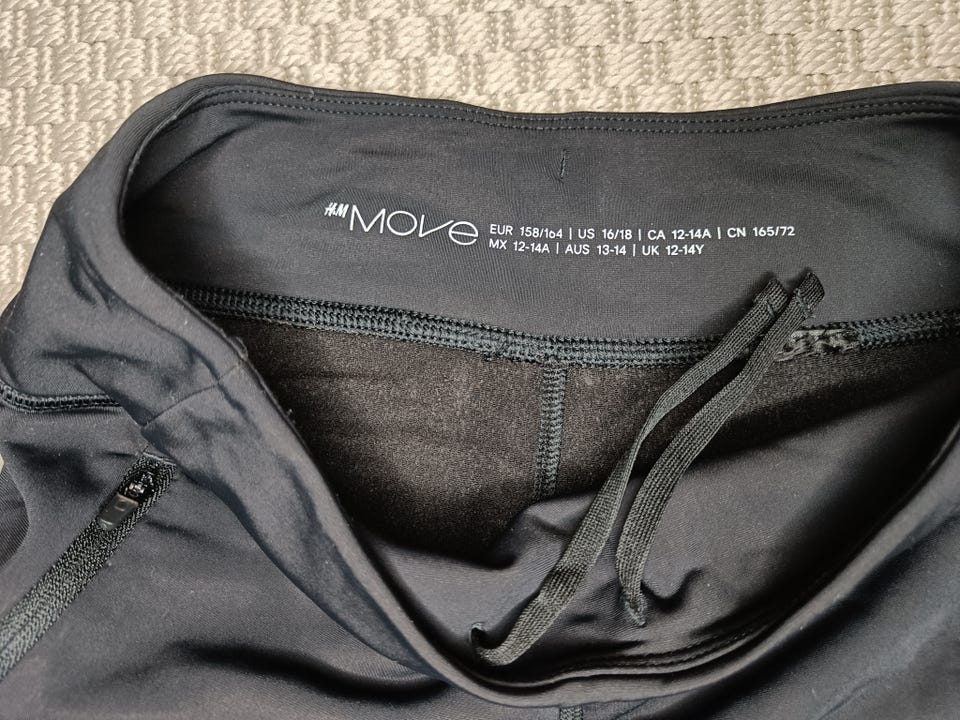 H&M MOVE
EUR 158/164 | US 16/18 | CA 12-14A | CN 165/72
MX 12-14A | AUS 13-14 | UK 12-14Y